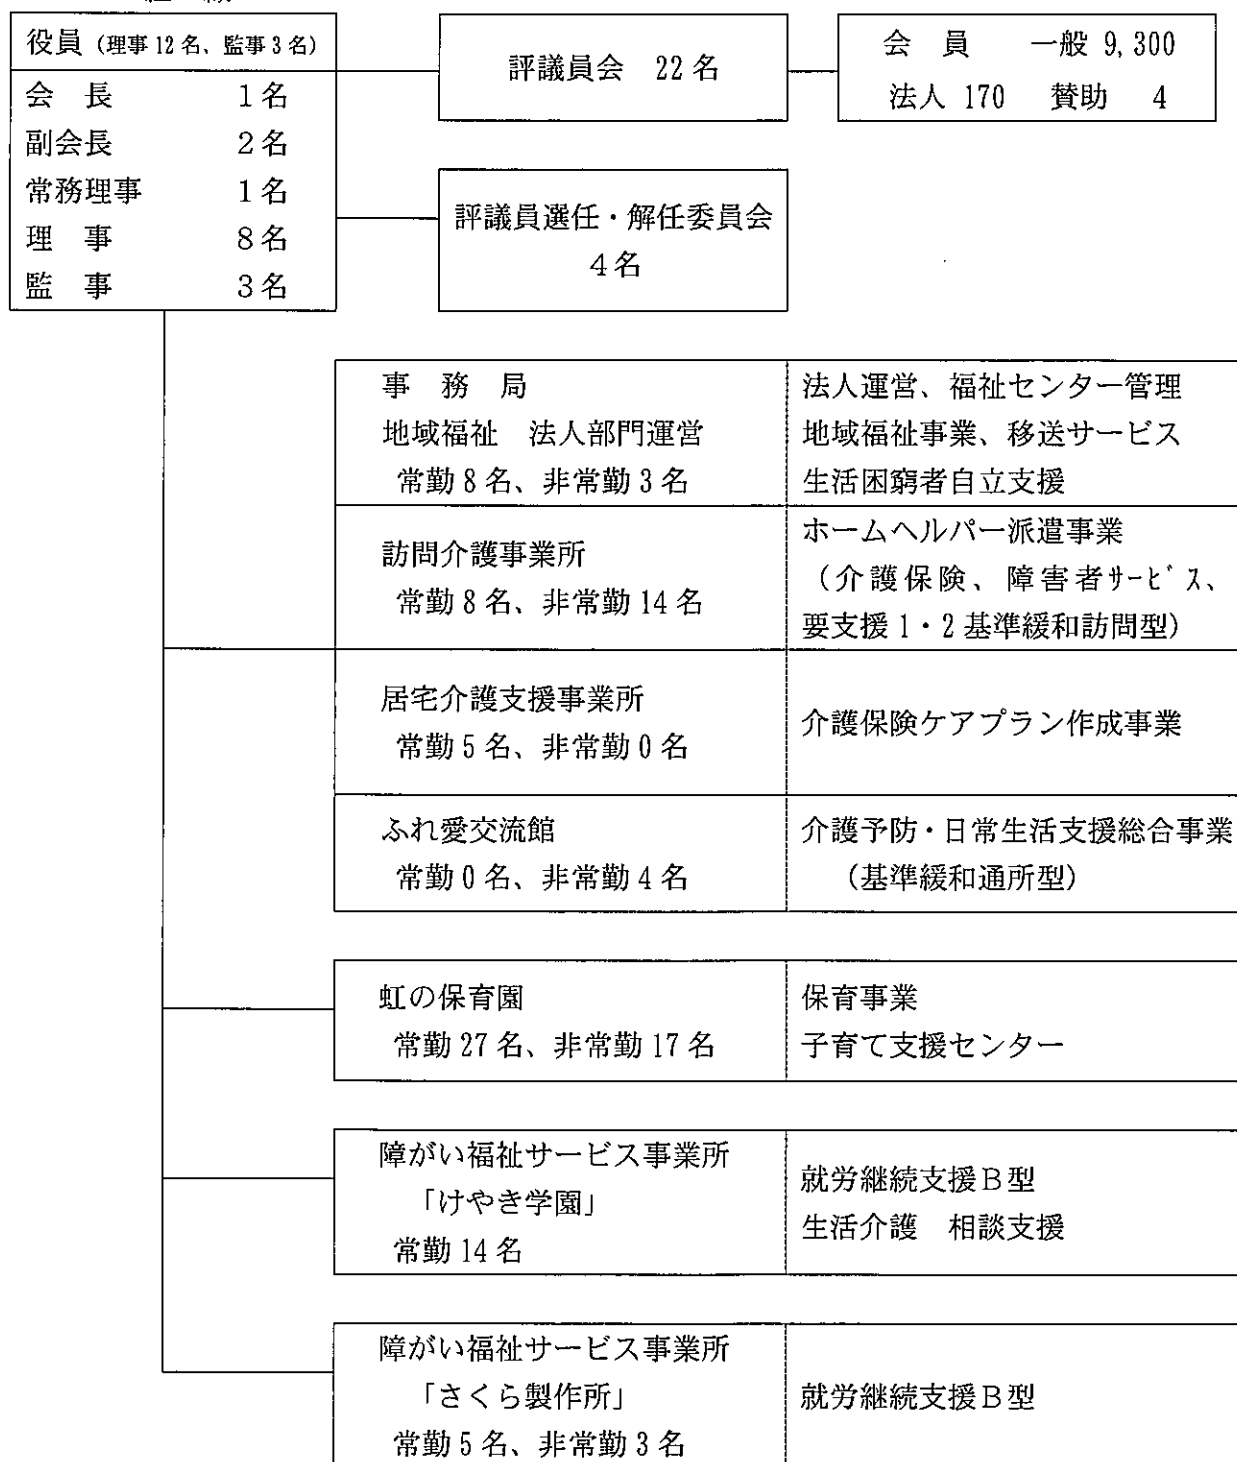 役員（理事12名、監事3名）
会　長　1名
副会長　2名
常務理事　1名
理　事　8名
監　事　3名
評議員会　22名
会　員　一般 9,300
法人 170　賛助　4
評議員選任・解任委員会
4名
事　務　局
地域福祉　法人部門運営
常勤8名、非常勤3名
法人運営、福祉センター管理
地域福祉事業、移送サービス
生活困窮者自立支援
訪問介護事業所
常勤8名、非常勤14名
ホームヘルパー派遣事業
（介護保険、障害者ｻｰﾋﾞｽ、
要支援1・2基準緩和訪問型）
居宅介護支援事業所
常勤5名、非常勤0名
介護保険ケアプラン作成事業
ふれ愛交流館
常勤0名、非常勤4名
介護予防・日常生活支援総合事業
（基準緩和通所型）
虹の保育園
常勤27名、非常勤17名
保育事業
子育て支援センター
障がい福祉サービス事業所
「けやき学園」
常勤14名
就労継続支援Ｂ型
生活介護　相談支援
障がい福祉サービス事業所
「さくら製作所」
常勤5名、非常勤3名
就労継続支援Ｂ型